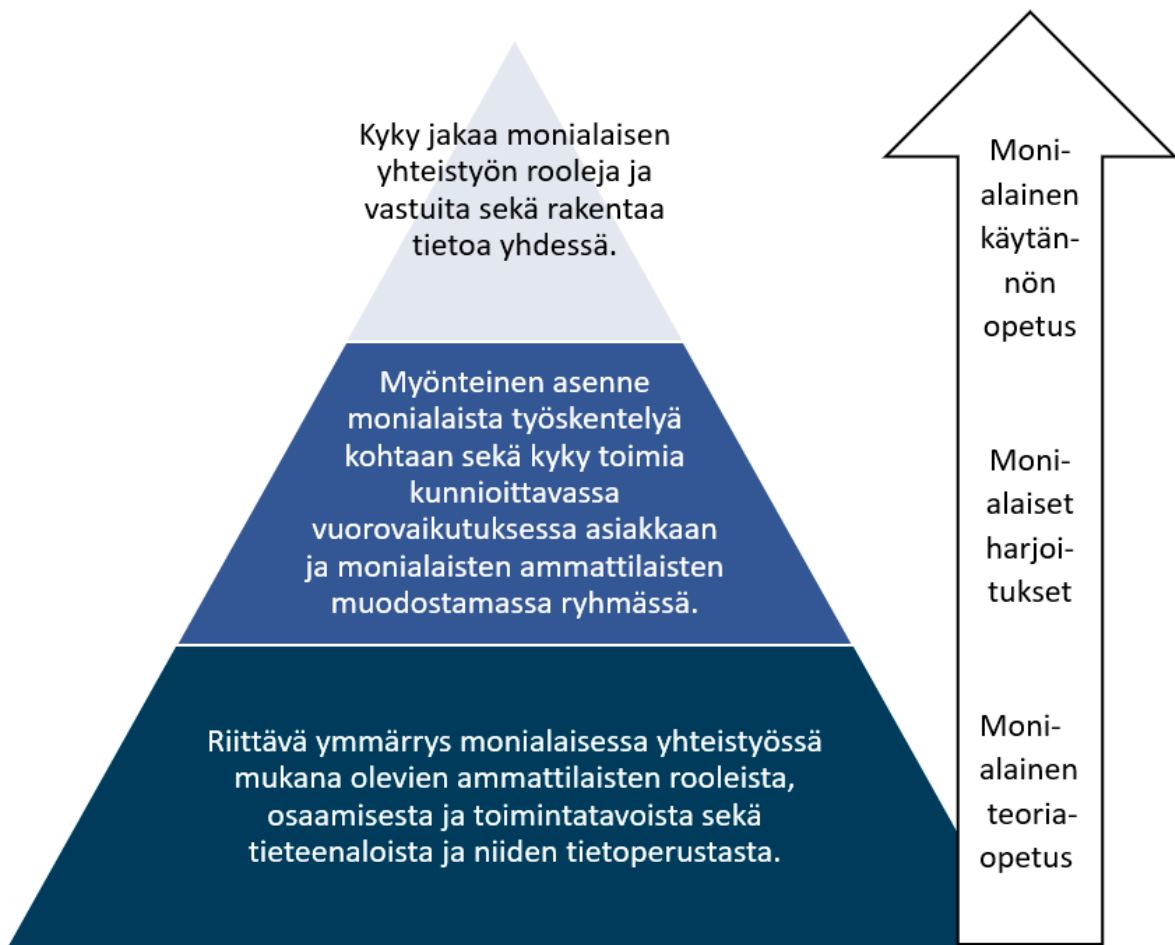 Kyky jakaa monialaisen
yhteistyön rooleja ja
vastuita sekä rakentaa
tietoa yhdessä.
Myönteinen asenne
monialaista työskentelyä
kohtaan sekä kyky toimia
kunnioittavassa
vuorovaikutuksessa asiakkaan
ja monialaisten ammattilaisten
muodostamassa ryhmässä.
Riittävä ymmärrys monialaisessa yhteistyössä
mukana olevien ammattilaisten rooleista,
osaamisesta ja toimintatavoista sekä
tieteenaloista ja niiden tietoperustasta.
Moni-
alainen
käytän-
nön
opetus
Moni-
alaiset
harjoi-
tukset
Moni-
alainen
teoria-
opetus